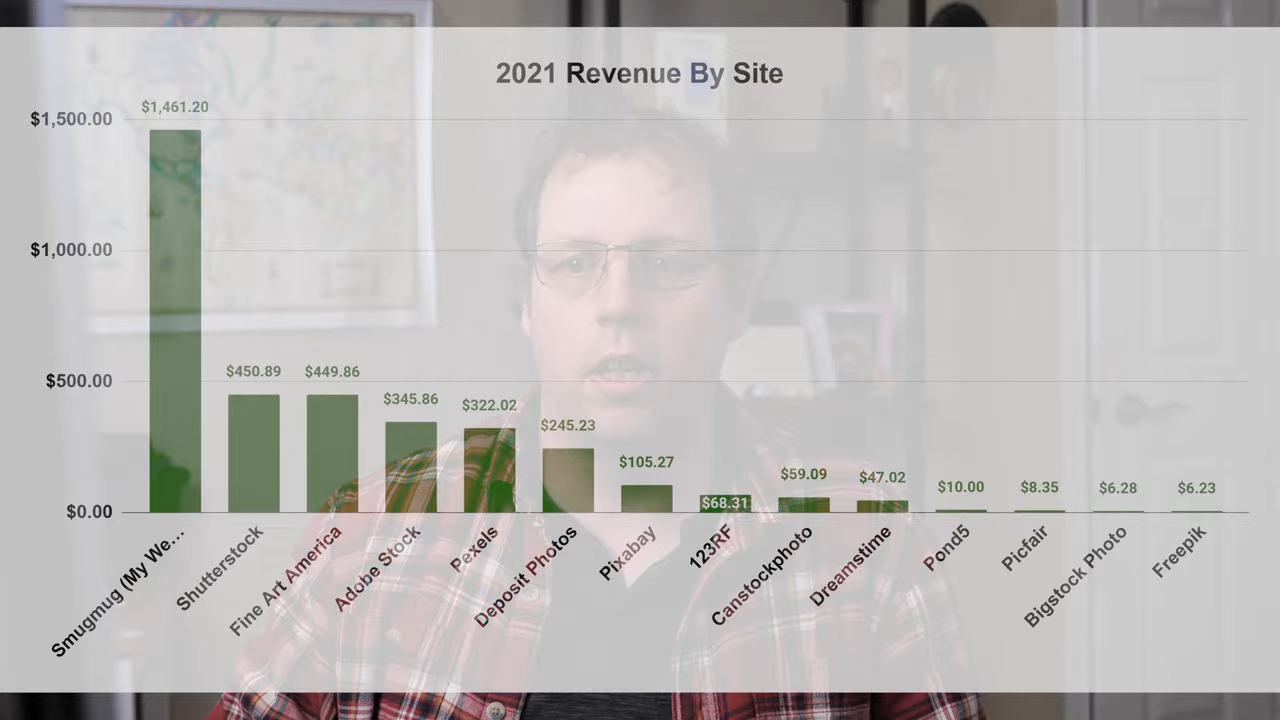 2021 Revenue By Site
$1,500.00
$1,000.00
$500.00
$0.00
$1,461.20
$450.89
$449.86
$345.86
$322.02
$245.23
$105.27
$68.31
$59.09
$47.02
$10.00
$8.35
$6.28
$6.23
Smugmug (My We...
Shutterstock
Fine Art America
Adobe Stock
Pexels
Deposit Photos
Pixabay
123RF
Canstockphoto
Dreamstime
Pond5
Picfair
Bigstock Photo
Freepik